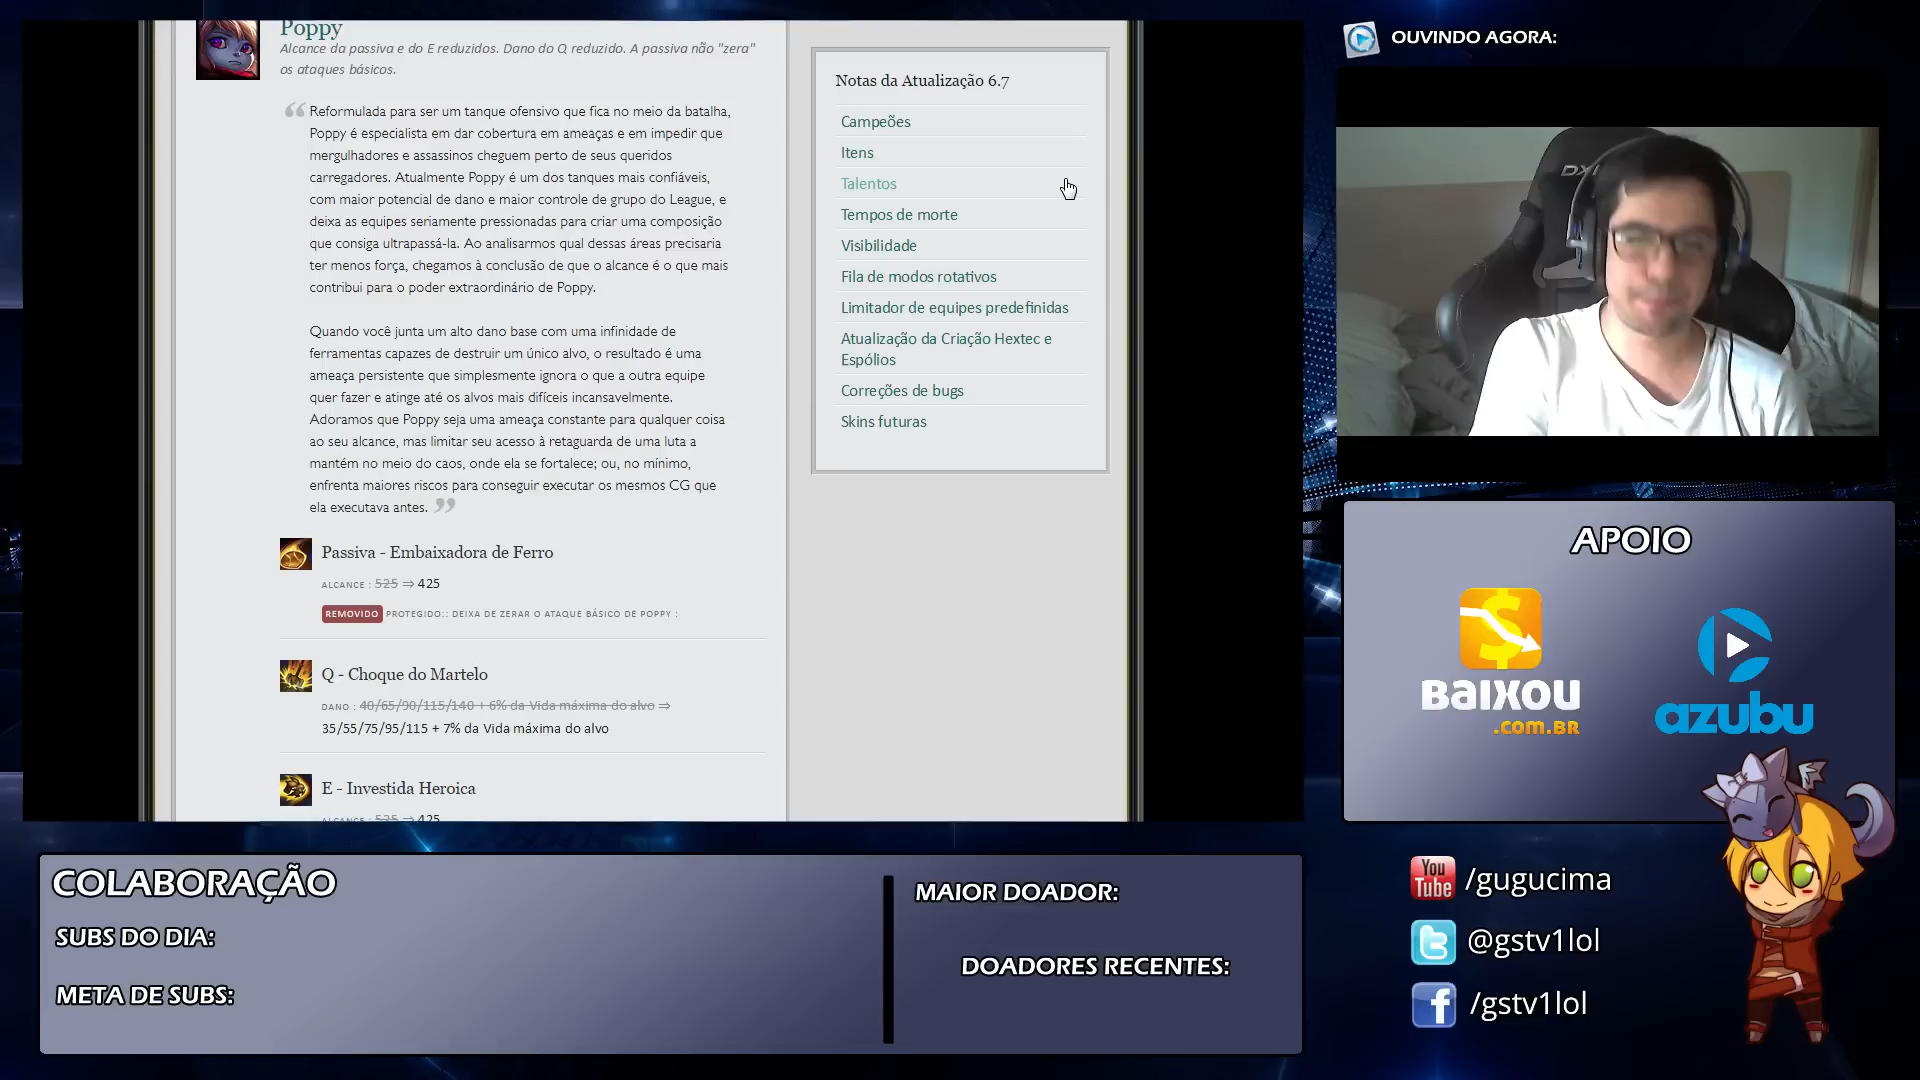 Poppy
Alcance da passiva e do E reduzidos. Dano do Q reduzido. A passiva não "zera"
os ataques básicos.
Reformulada para ser um tanque ofensivo que fica no meio da batalha,
Poppy é especialista em dar cobertura em ameaças e em impedir que
mergulhadores e assassinos cheguem perto de seus queridos
carregadores. Atualmente Poppy é um dos tanques mais confiáveis,
com maior potencial de dano e maior controle de grupo do League, e
deixa as equipes seriamente pressionadas para criar uma composição
que consiga ultrapassá-la. Ao analisarmos qual dessas áreas precisaria
ter menos força, chegamos à conclusão de que o alcance é o que mais
contribui para o poder extraordinário de Poppy.
Quando você junta um alto dano base com uma infinidade de
ferramentas capazes de destruir um único alvo, o resultado é uma
ameaça persistente que simplesmente ignora o que a outra equipe
quer fazer e atinge até os alvos mais difíceis incansavelmente.
Adoramos que Poppy seja uma ameaça constante para qualquer coisa
ao seu alcance, mas limitar seu acesso à retaguarda de uma luta a
mantém no meio do caos, onde ela se fortalece; ou, no mínimo,
enfrenta maiores riscos para conseguir executar os mesmos CG que
ela executava antes.
Passiva - Embaixadora de Ferro
ALCANCE : 525 ⇒ 425
REMOVIDO PROTEGIDO:: DEIXA DE ZERAR O ATAQUE BÁSICO DE POPPY :
Q - Choque do Martelo
DANO : 40/65/90/115/140 + 6% da Vida máxima do alvo ⇒
35/55/75/95/115 + 7% da Vida máxima do alvo
E - Investida Heroica
ALCANCE : 525 ⇒ 425
Notas da Atualização 6.7
Campeões
Itens
Talentos
Tempos de morte
Visibilidade
Fila de modos rotativos
Limitador de equipes predefinidas
Atualização da Criação Hextec e
Espólios
Correções de bugs
Skins futuras
OUVINDO AGORA:
DX
APOIO
BAIXOU
.COM.BR
azubu
You
Tube
/gugucima
@gstv1lol
/gstv1lol
COLABORAÇÃO
SUBS DO DIA:
META DE SUBS:
MAIOR DOADOR:
DOADORES RECENTES: